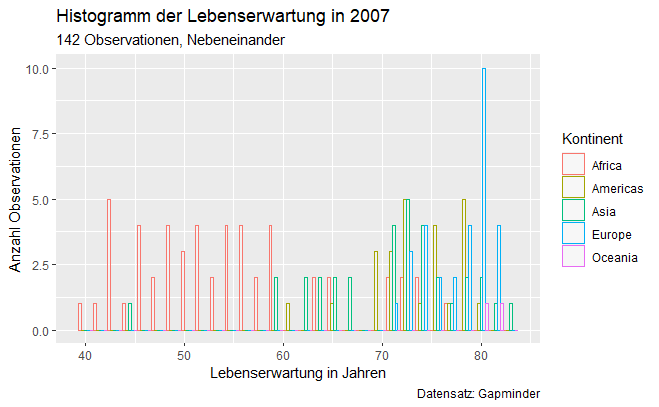 Histogramm der Lebenserwartung in 2007
142 Observationen, Nebeneinander
Anzahl Observationen
10.0
7.5
5.0
2.5
0.0
40 50 60 70 80
Lebenserwartung in Jahren
Kontinent
Africa
Americas
Asia
Europe
Oceania
Datensatz: Gapminder